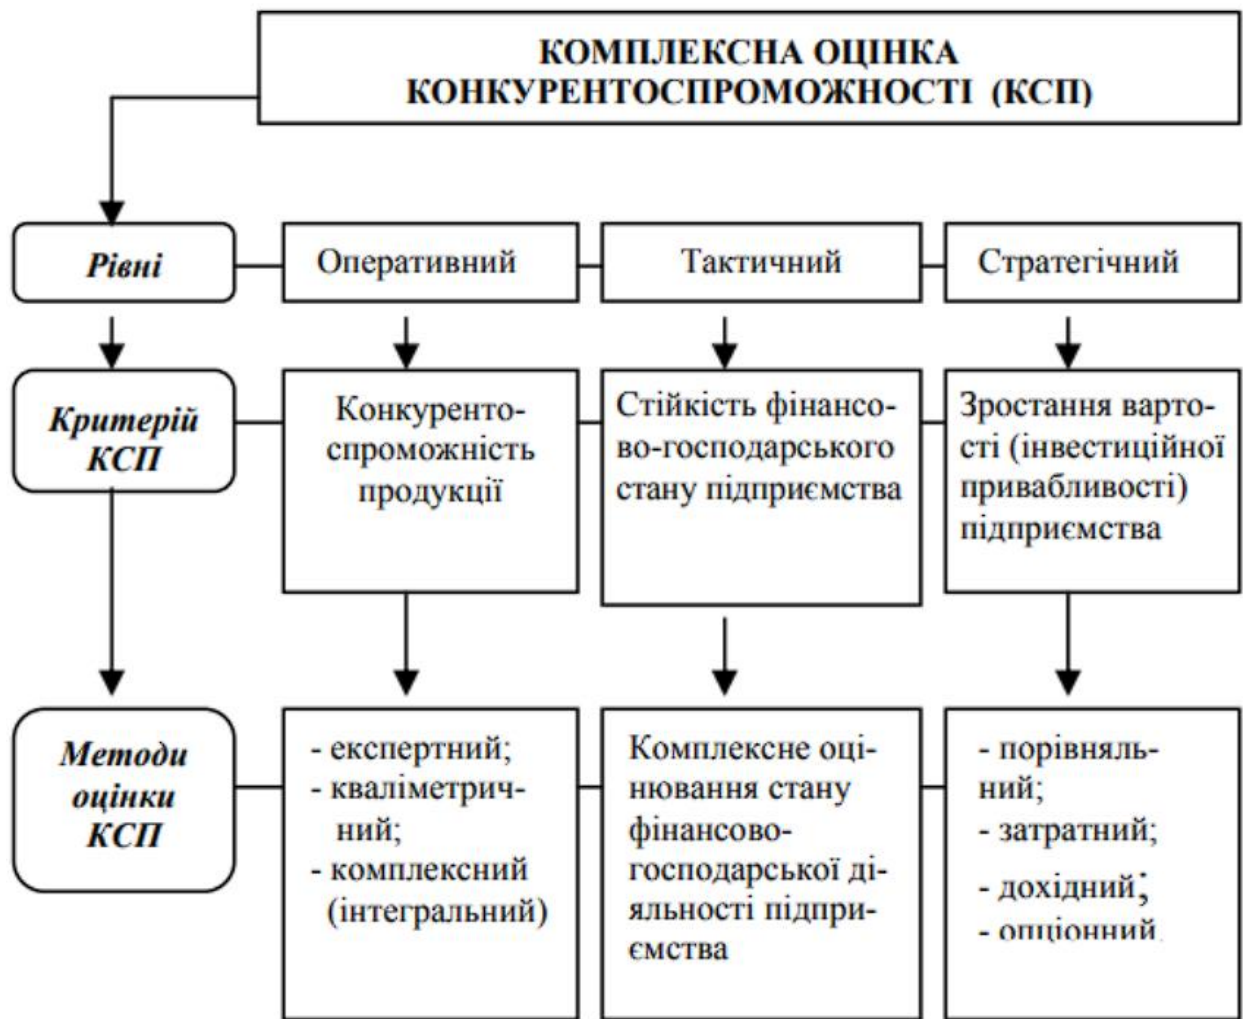 КОМПЛЕКСНА ОЦІНКА
КОНКУРЕНТОСПРОМОЖНОСТІ (КСП)
Рівні
Оперативний
Тактичний
Стратегічний
Критерій
КСП
Конкуренто-
спроможність
продукції
Стійкість фінансо-
во-господарського
стану підприємства
Зростання варто-
сті (інвестиційної
привабливості)
підприємства
Методи
оцінки
КСП
- експертний;
- кваліметрич-
ний;
- комплексний
(інтегральний)
Комплексне оці-
нювання стану
фінансово-
господарської ді-
яльності підпри-
ємства
- порівняль-
ний;
- затратний;
- дохідний;
- опціонний.